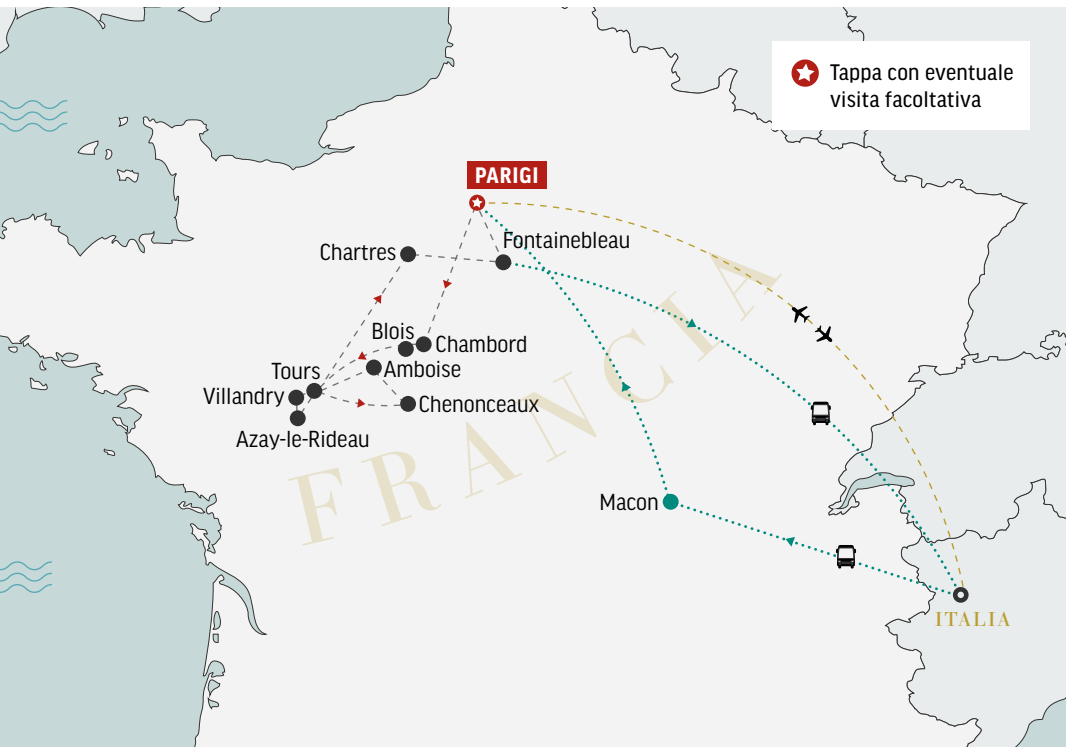 Tappa con eventuale
visita facoltativa
PARIGI
Fontainebleau
Chartres
Blois
Chambord
Amboise
Tours
Villandry
Chenonceaux
Azay-le-Rideau
FRANCIA
Macon
ITALIA